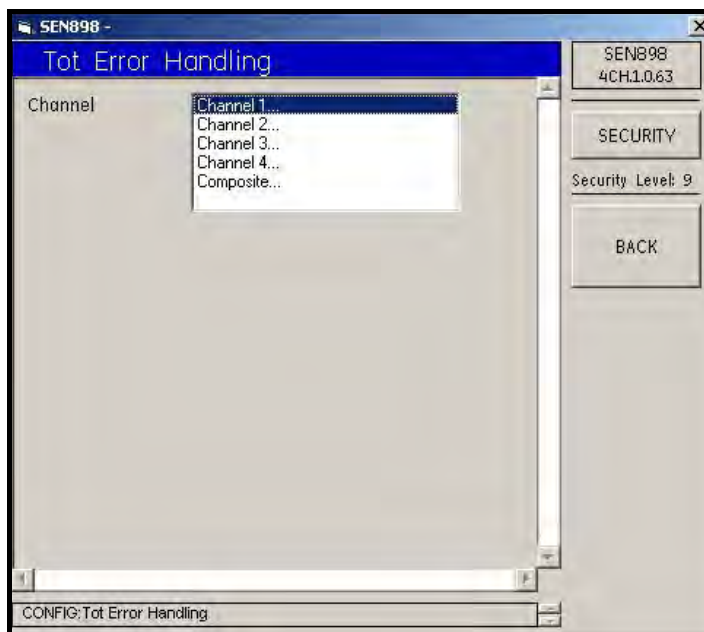 SEN898 -
Tot Error Handling
Channel
Channel 1...
Channel 2...
Channel 3...
Channel 4...
Composite...
SEN898
4CH.1.0.63
SECURITY
Security Level: 9
BACK
CONFIG:Tot Error Handling